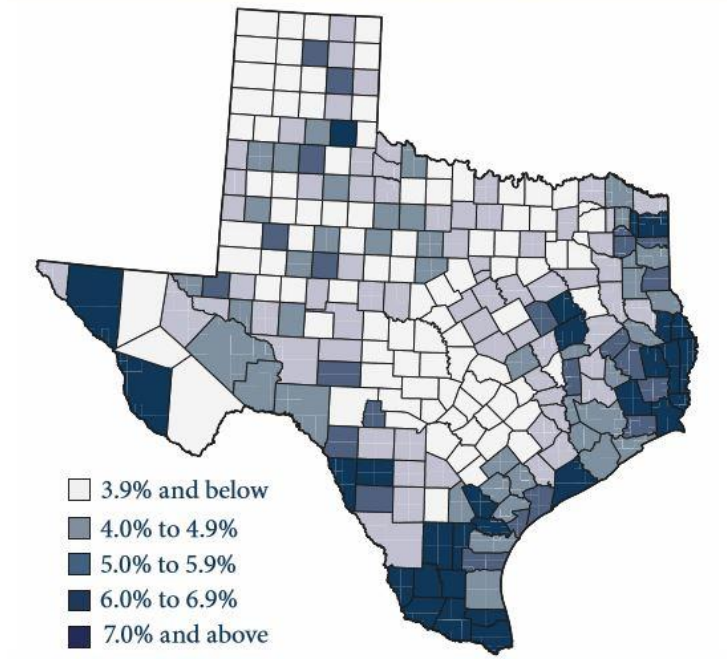 3.9% and below
4.0% to 4.9%
5.0% to 5.9%
6.0% to 6.9%
7.0% and above